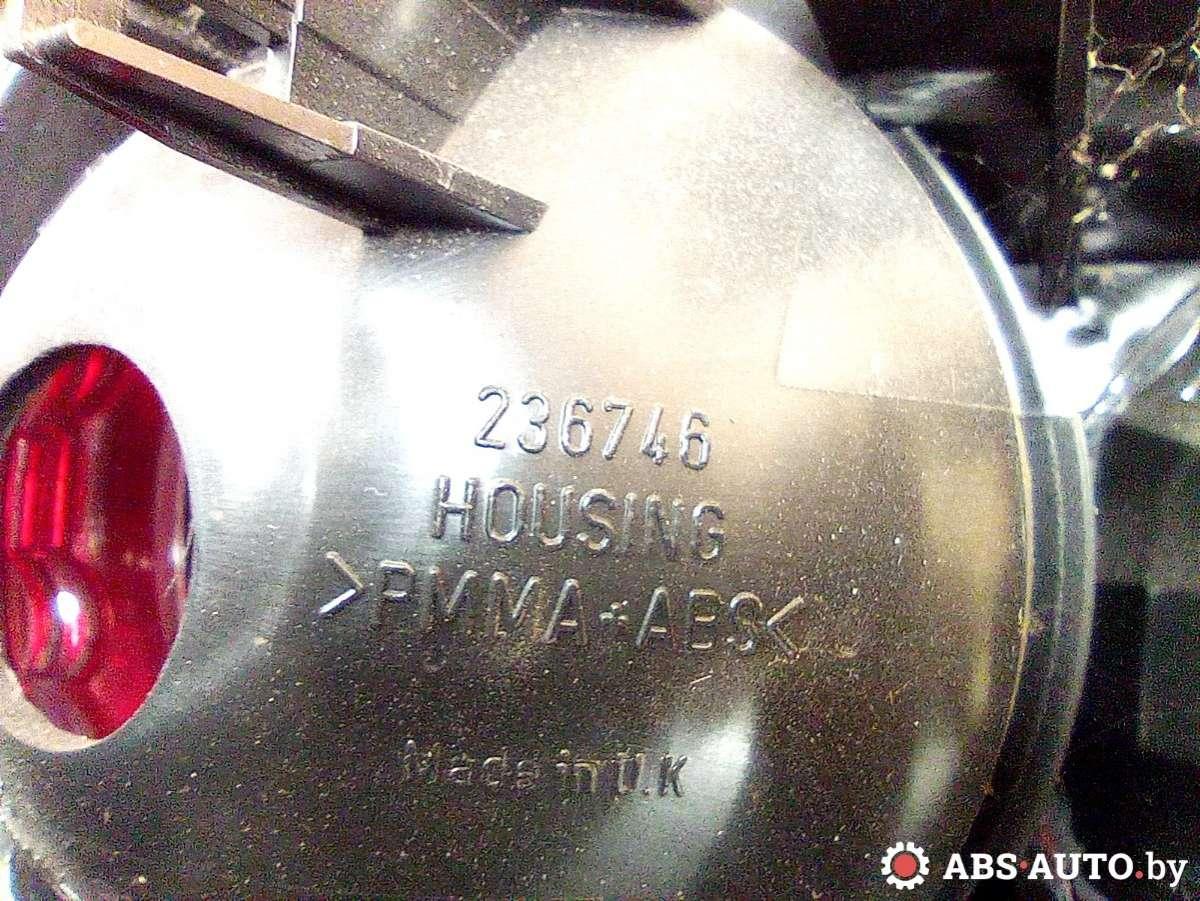 236746
HOUSING
>PMMA+ABS<
Made in U.K
ABS·AUTO.by